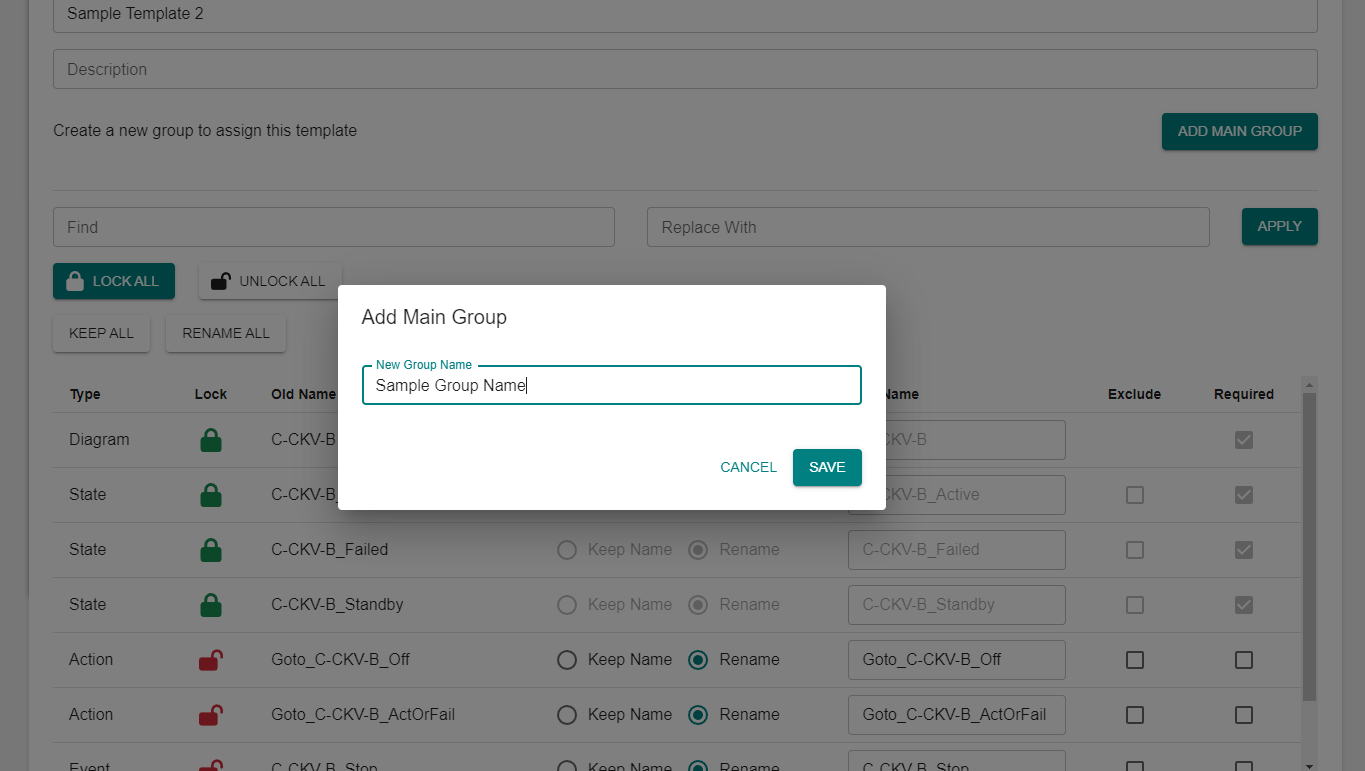 Sample Template 2
Description
Create a new group to assign this template
ADD MAIN GROUP
Find
Replace With
APPLY
LOCK ALL
UNLOCK ALL
KEEP ALL
RENAME ALL
Add Main Group
New Group Name
Sample Group Name
CANCEL
SAVE
Type Lock Old Name Name Exclude Required
Diagram C-CKV-B CKV-B
State C-CKV-B_ CKV-B_Active
State C-CKV-B_Failed Keep Name Rename C-CKV-B_Failed
State C-CKV-B_Standby Keep Name Rename C-CKV-B_Standby
Action Goto_C-CKV-B_Off Keep Name Rename Goto_C-CKV-B_Off
Action Goto_C-CKV-B_ActOrFail Keep Name Rename Goto_C-CKV-B_ActOrFail
Event C-CKV-B_Stop Keep Name Rename C-CKV-B_Stop